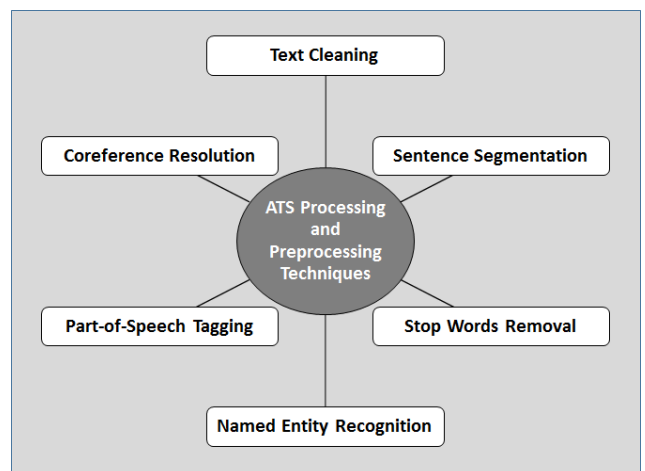 Text Cleaning
Coreference Resolution
Sentence Segmentation
ATS Processing
and
Preprocessing
Techniques
Part-of-Speech Tagging
Stop Words Removal
Named Entity Recognition